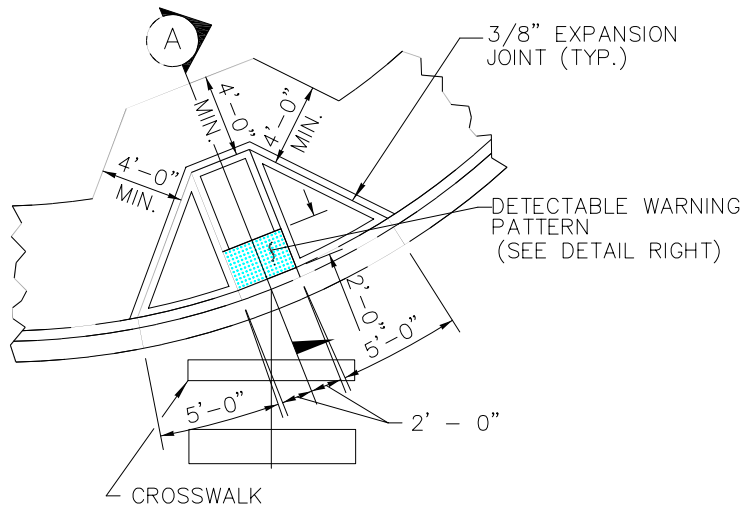 A
3/8" EXPANSION
JOINT (TYP.)
4'-0"
MIN.
4'-0"
MIN.
4'-0"
MIN.
DETECTABLE WARNING
PATTERN
(SEE DETAIL RIGHT)
2'-0"
5'-0"
5'-0"
2' - 0"
CROSSWALK